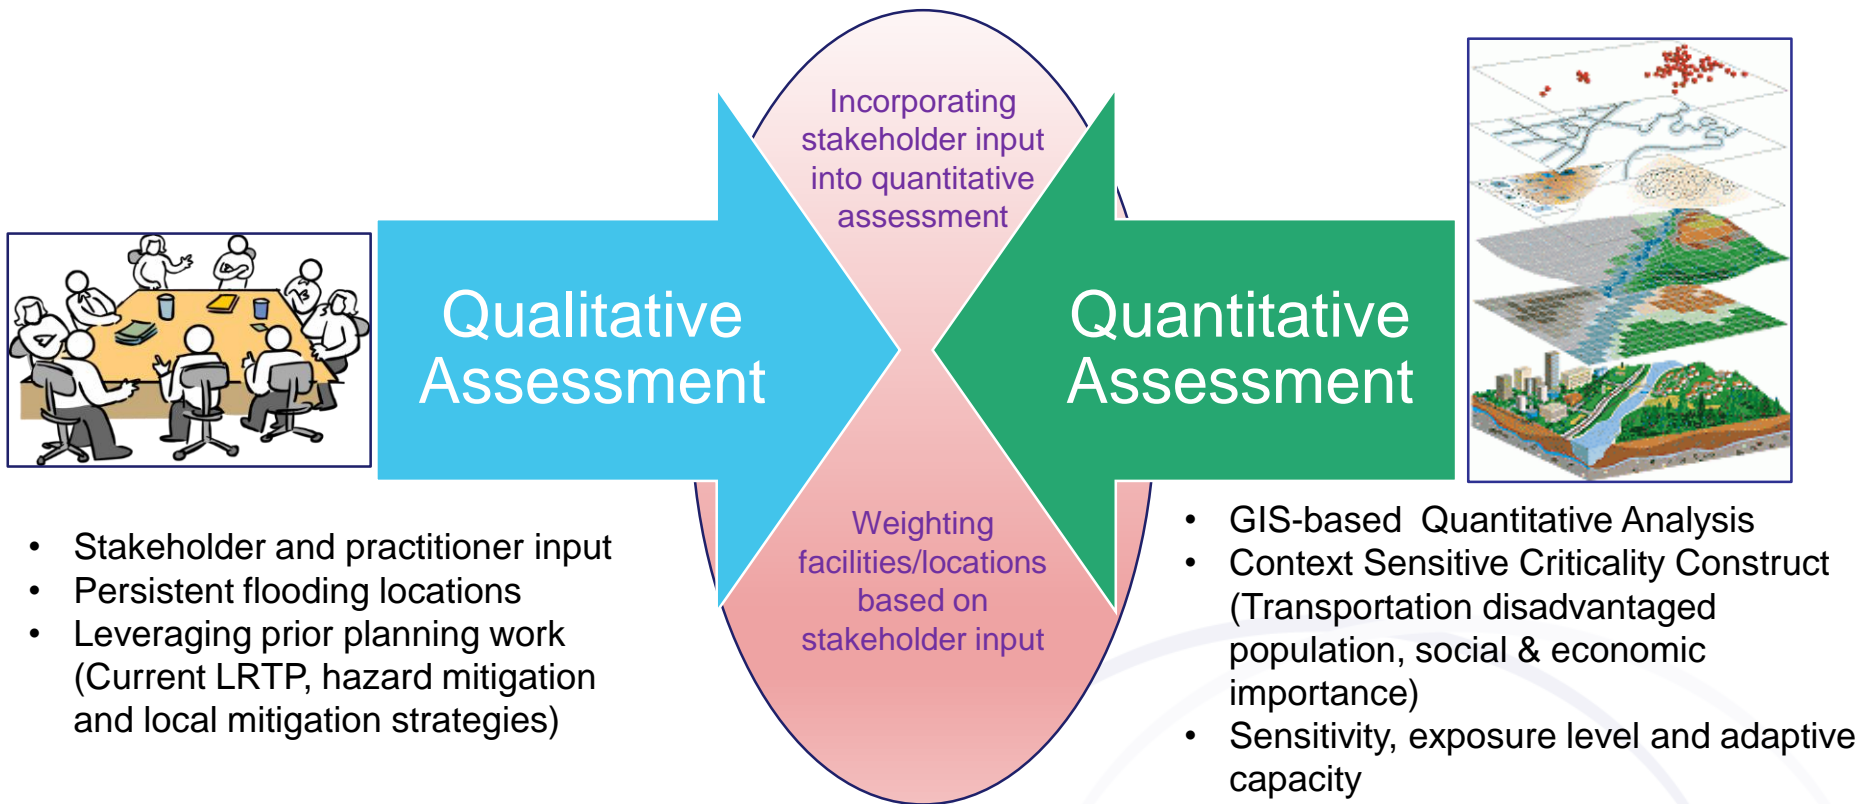 Incorporating
stakeholder input
into quantitative
assessment
Qualitative
Assessment
Quantitative
Assessment
Weighting
facilities/locations
based on
stakeholder input
• Stakeholder and practitioner input
• Persistent flooding locations
• Leveraging prior planning work
(Current LRTP, hazard mitigation
and local mitigation strategies)
• GIS-based Quantitative Analysis
• Context Sensitive Criticality Construct
(Transportation disadvantaged
population, social & economic
importance)
• Sensitivity, exposure level and adaptive
capacity